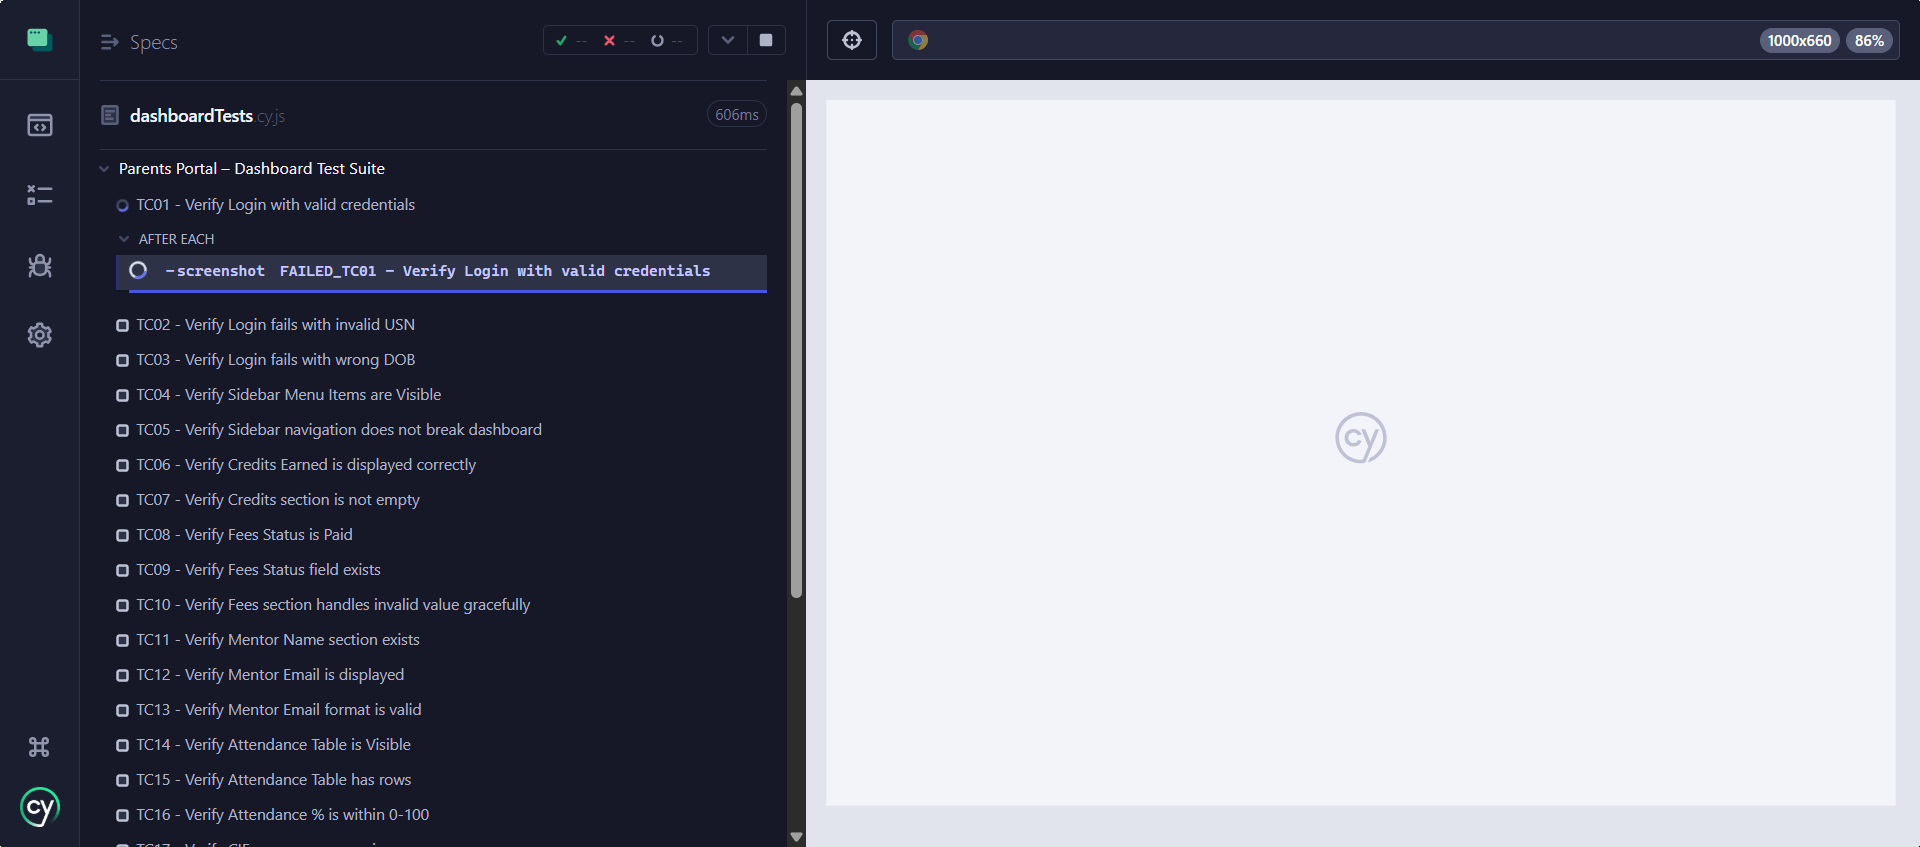 Specs
-- -- --
1000x660 86%
dashboardTests.cy.js 606ms
Parents Portal – Dashboard Test Suite
TC01 - Verify Login with valid credentials
AFTER EACH
-screenshot FAILED_TC01 - Verify Login with valid credentials
TC02 - Verify Login fails with invalid USN
TC03 - Verify Login fails with wrong DOB
TC04 - Verify Sidebar Menu Items are Visible
TC05 - Verify Sidebar navigation does not break dashboard
TC06 - Verify Credits Earned is displayed correctly
TC07 - Verify Credits section is not empty
TC08 - Verify Fees Status is Paid
TC09 - Verify Fees Status field exists
TC10 - Verify Fees section handles invalid value gracefully
TC11 - Verify Mentor Name section exists
TC12 - Verify Mentor Email is displayed
TC13 - Verify Mentor Email format is valid
TC14 - Verify Attendance Table is Visible
TC15 - Verify Attendance Table has rows
TC16 - Verify Attendance % is within 0-100
cy
cy